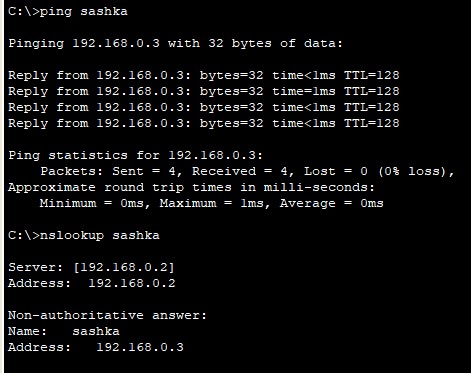 C:\>ping sashka
Pinging 192.168.0.3 with 32 bytes of data:
Reply from 192.168.0.3: bytes=32 time<1ms TTL=128
Reply from 192.168.0.3: bytes=32 time=1ms TTL=128
Reply from 192.168.0.3: bytes=32 time<1ms TTL=128
Reply from 192.168.0.3: bytes=32 time<1ms TTL=128
Ping statistics for 192.168.0.3:
    Packets: Sent = 4, Received = 4, Lost = 0 (0% loss),
Approximate round trip times in milli-seconds:
    Minimum = 0ms, Maximum = 1ms, Average = 0ms
C:\>nslookup sashka
Server: [192.168.0.2]
Address:  192.168.0.2
Non-authoritative answer:
Name:   sashka
Address:   192.168.0.3